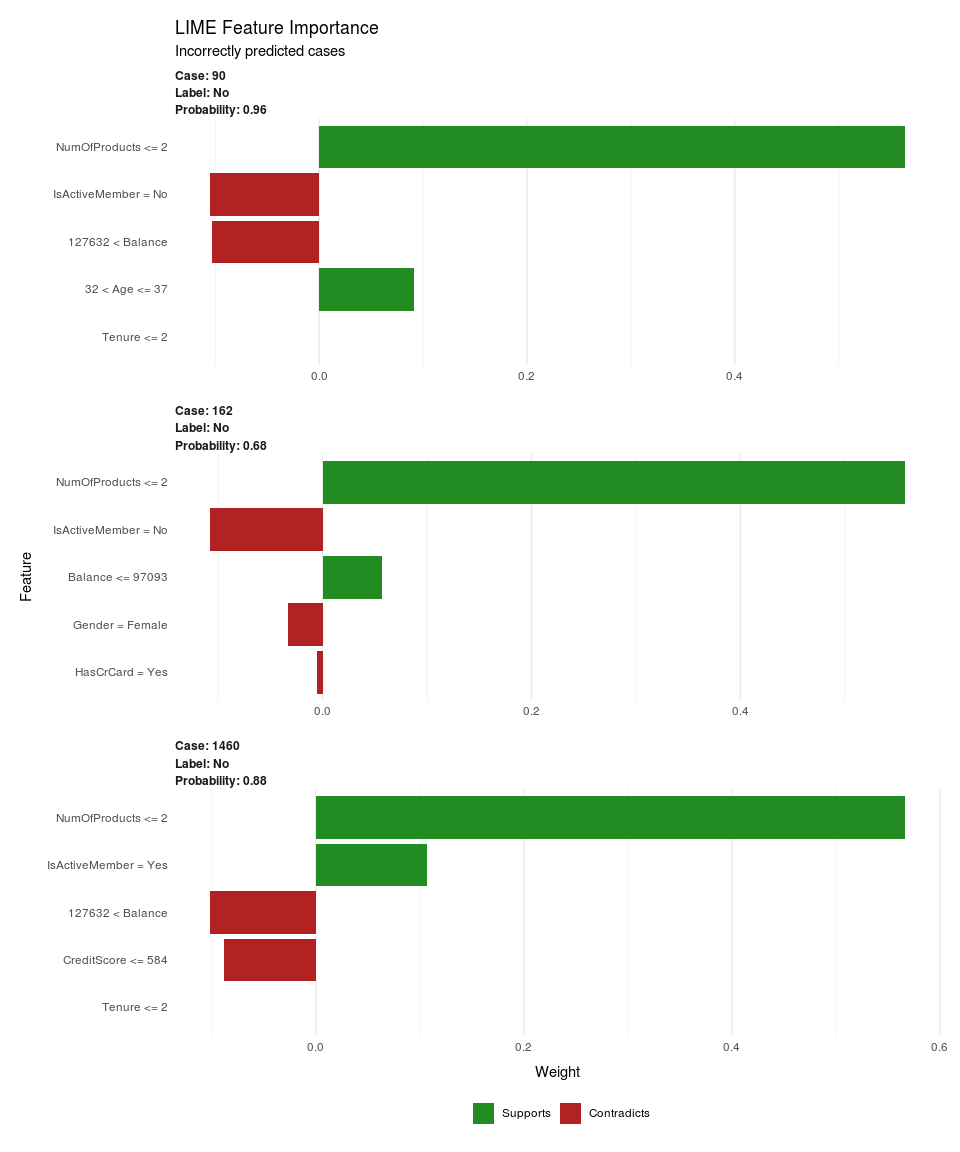 LIME Feature Importance
Incorrectly predicted cases
Case: 90
Label: No
Probability: 0.96
NumOfProducts <= 2
IsActiveMember = No
127632 < Balance
32 < Age <= 37
Tenure <= 2
0.0 0.2 0.4
Case: 162
Label: No
Probability: 0.68
NumOfProducts <= 2
IsActiveMember = No
Balance <= 97093
Gender = Female
HasCrCard = Yes
0.0 0.2 0.4
Feature
Case: 1460
Label: No
Probability: 0.88
NumOfProducts <= 2
IsActiveMember = Yes
127632 < Balance
CreditScore <= 584
Tenure <= 2
0.0 0.2 0.4 0.6
Weight
Supports Contradicts